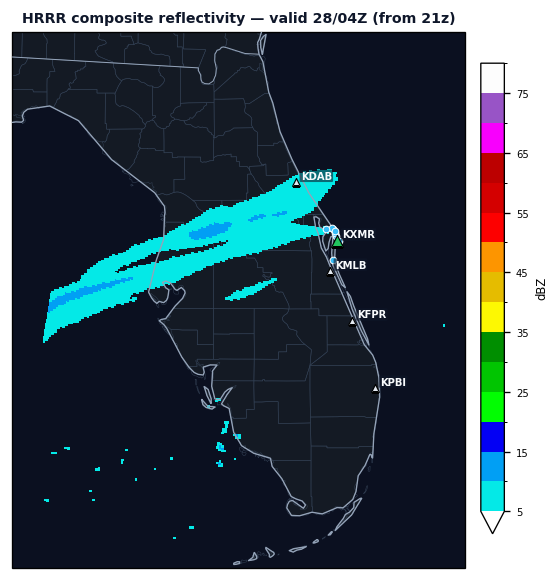 HRRR composite reflectivity — valid 28/04Z (from 21z)
KDAB
KXMR
KMLB
KFPR
KPBI
75
65
55
45
35
25
15
5
dBZ